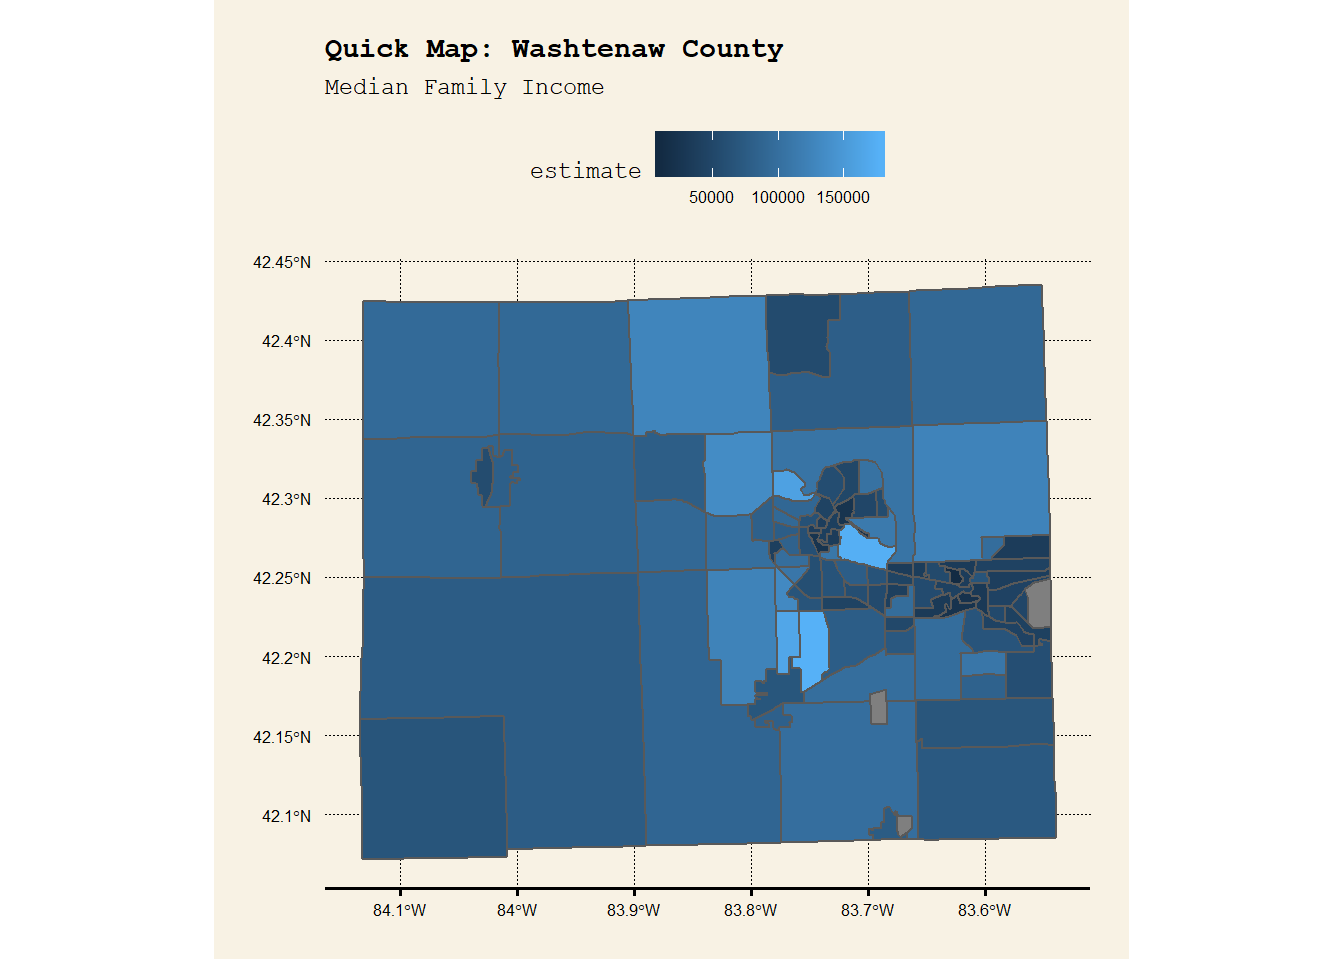 Quick Map: Washtenaw County
Median Family Income
estimate
50000 100000 150000
42.45°N
42.4°N
42.35°N
42.3°N
42.25°N
42.2°N
42.15°N
42.1°N
84.1°W 84°W 83.9°W 83.8°W 83.7°W 83.6°W